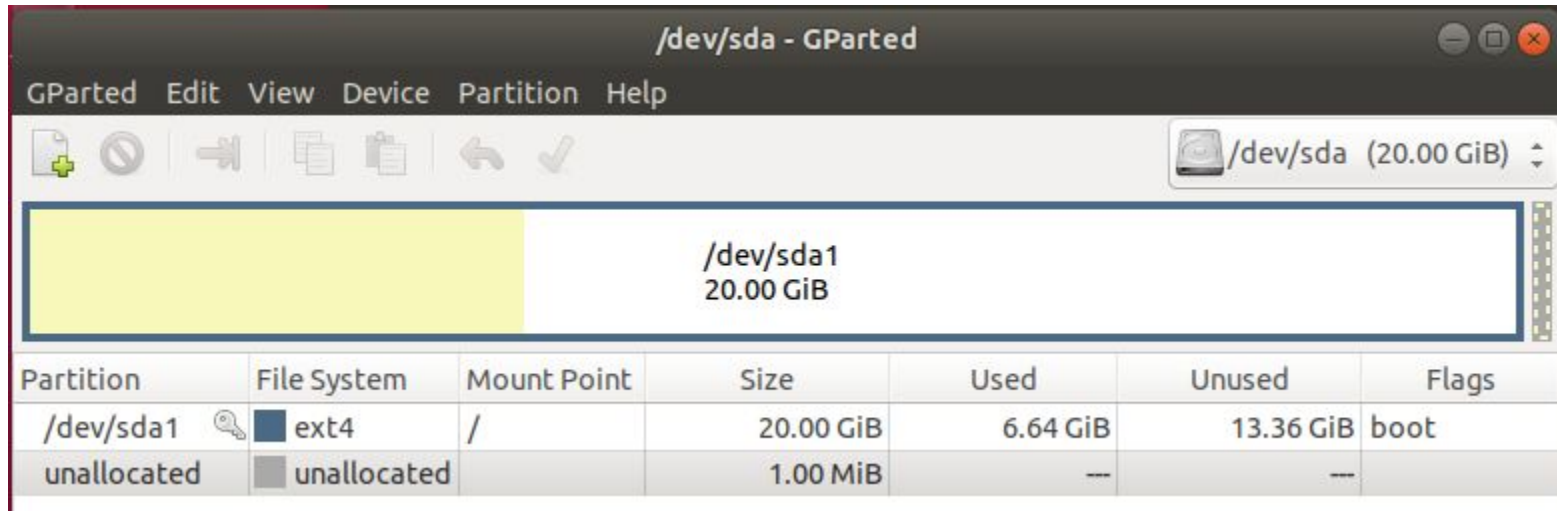 /dev/sda - GParted
GParted Edit View Device Partition Help
/dev/sda (20.00 GiB)
/dev/sda1
20.00 GiB
Partition File System Mount Point Size Used Unused Flags
/dev/sda1 ext4 / 20.00 GiB 6.64 GiB 13.36 GiB boot
unallocated unallocated 1.00 MiB --- ---